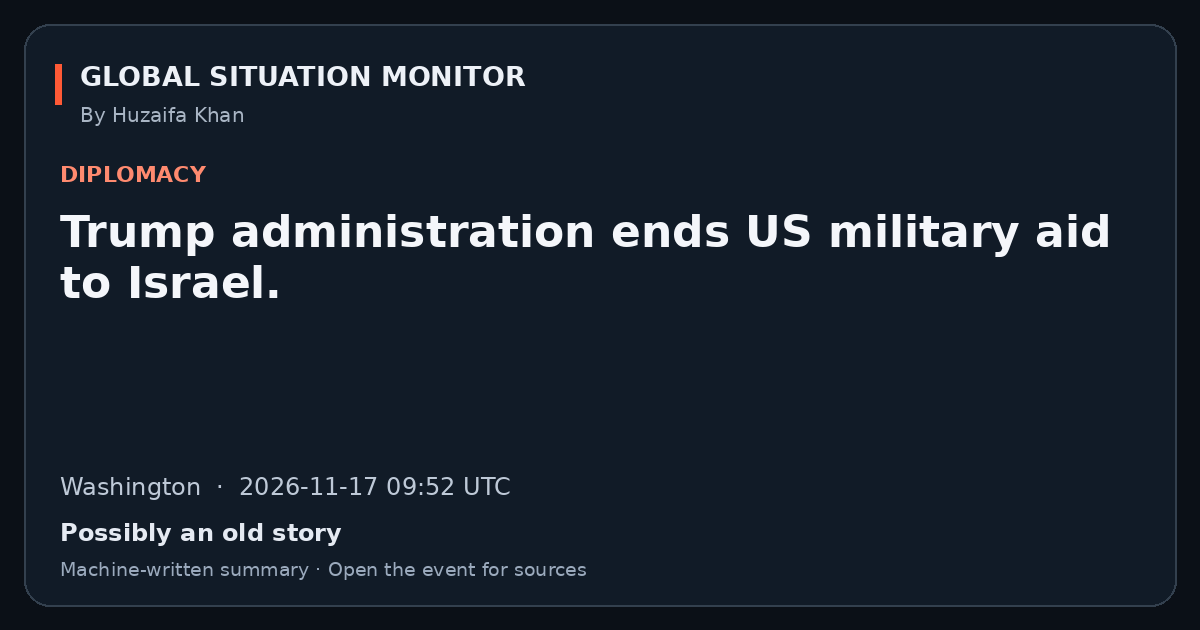 GLOBAL SITUATION MONITOR
By Huzaifa Khan
DIPLOMACY
Trump administration ends US military aid
to Israel.
Washington · 2026-11-17 09:52 UTC
Possibly an old story
Machine-written summary · Open the event for sources